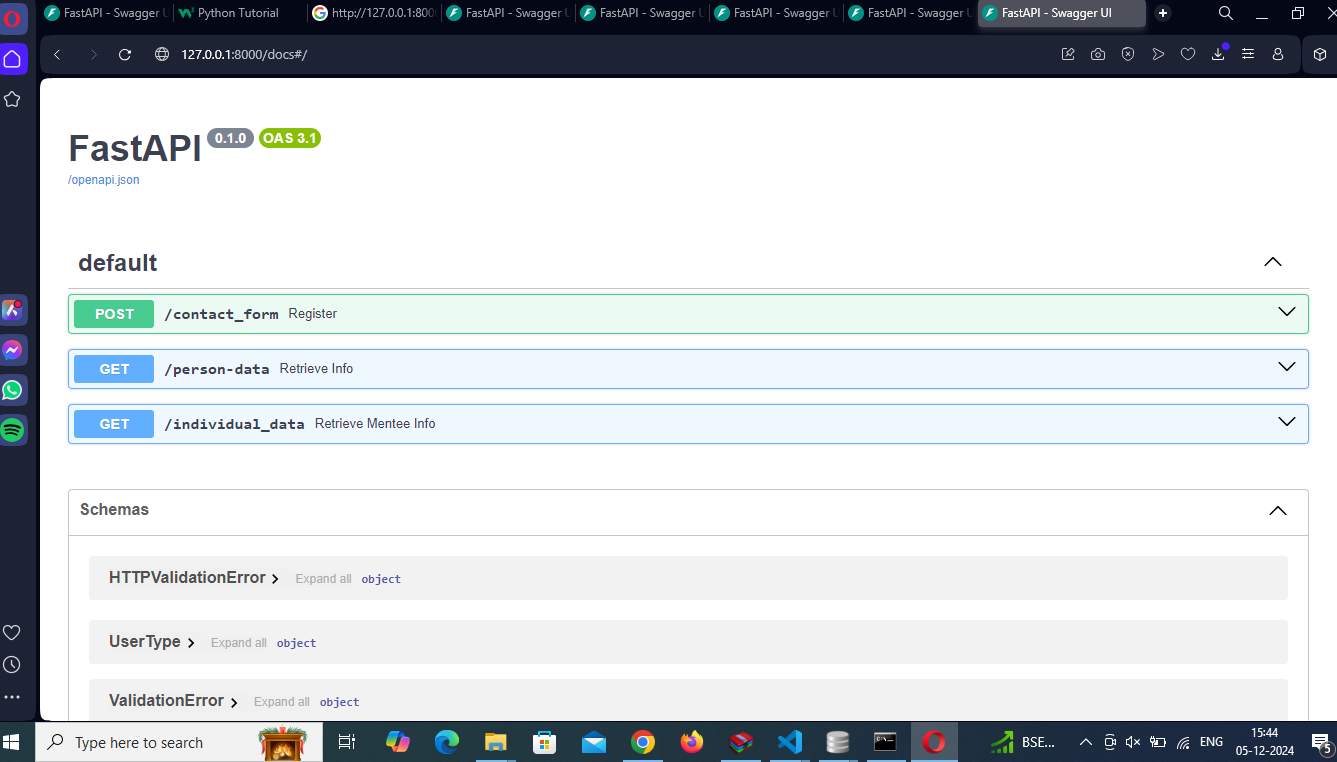 FastAPI - Swagger U
Python Tutorial
http://127.0.0.1:800
FastAPI - Swagger U
FastAPI - Swagger U
FastAPI - Swagger U
FastAPI - Swagger U
FastAPI - Swagger UI
127.0.0.1:8000/docs#/
FastAPI 0.1.0 OAS 3.1
/openapi.json
default
POST /contact_form Register
GET /person-data Retrieve Info
GET /individual_data Retrieve Mentee Info
Schemas
HTTPValidationError Expand all object
UserType Expand all object
ValidationError Expand all object
Type here to search
BSE...
ENG
15:44
05-12-2024
5